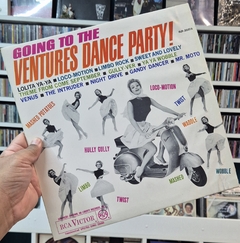 GOING TO THE
VENTURES DANCE PARTY!
LOLITA YA-YA ■ LOCO-MOTION ■ LIMBO ROCK ■ SWEET AND LOVELY
THEME FROM COME SEPTEMBER ■ GULLY-VER ■ YA YA WOBBLE
VENUS ■ THE INTRUDER ■ NIGHT DRIVE ■ GANDY DANCER ■ MR. MOTO
MASHED POTATOES
LOCO-MOTION
TWIST
HULLY GULLY
WOBBLE
LIMBO
TWIST
MASHED
RCA VICTOR